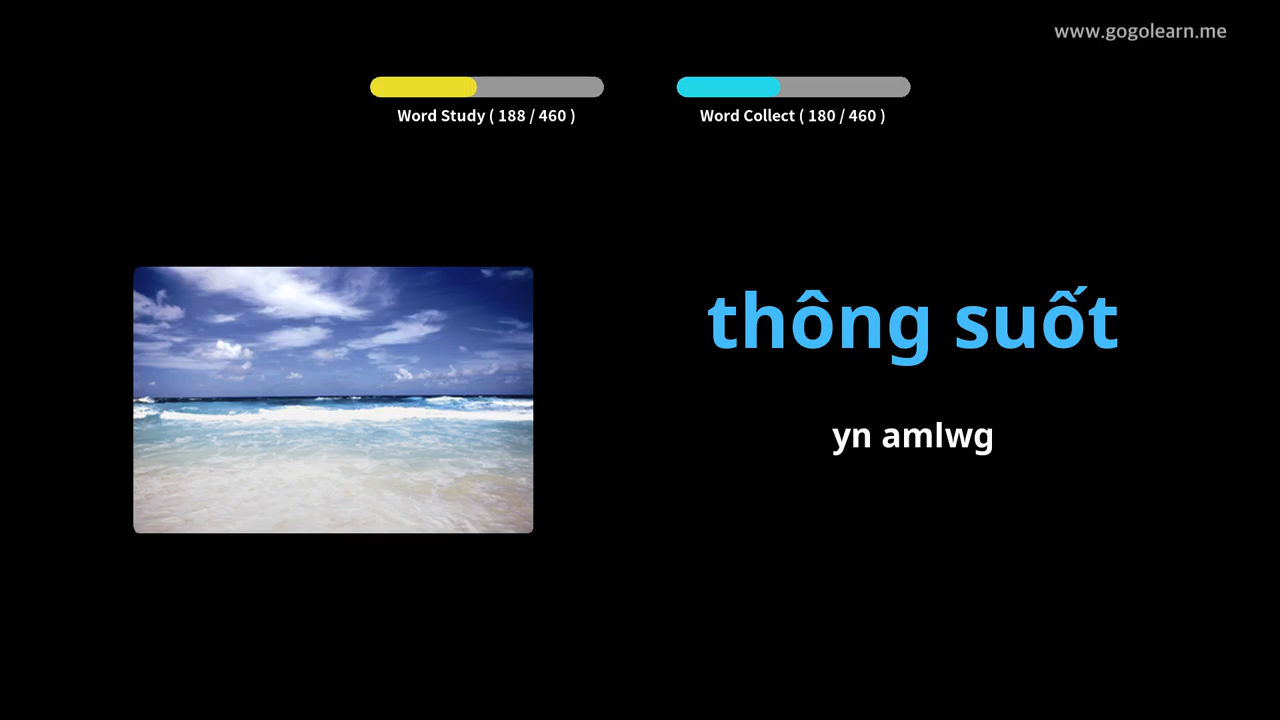 www.gogolearn.me
Word Study ( 188 / 460 )
Word Collect ( 180 / 460 )
thông suốt
yn amlwg